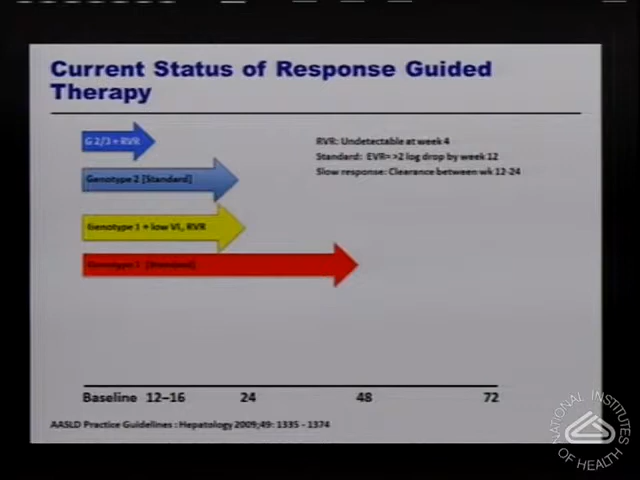 Current Status of Response Guided
Therapy
G 2/3 + RVR
RVR: Undetectable at week 4
Standard: EVR=>2 log drop by week 12
Slow response: Clearance between wk 12-24
Genotype 2 [Standard]
Genotype 1 + low VL, RVR
Genotype 1 [Standard]
Baseline 12–16 24 48 72
AASLD Practice Guidelines : Hepatology 2009;49: 1335 - 1374
NATIONAL INSTITUTES
OF HEALTH